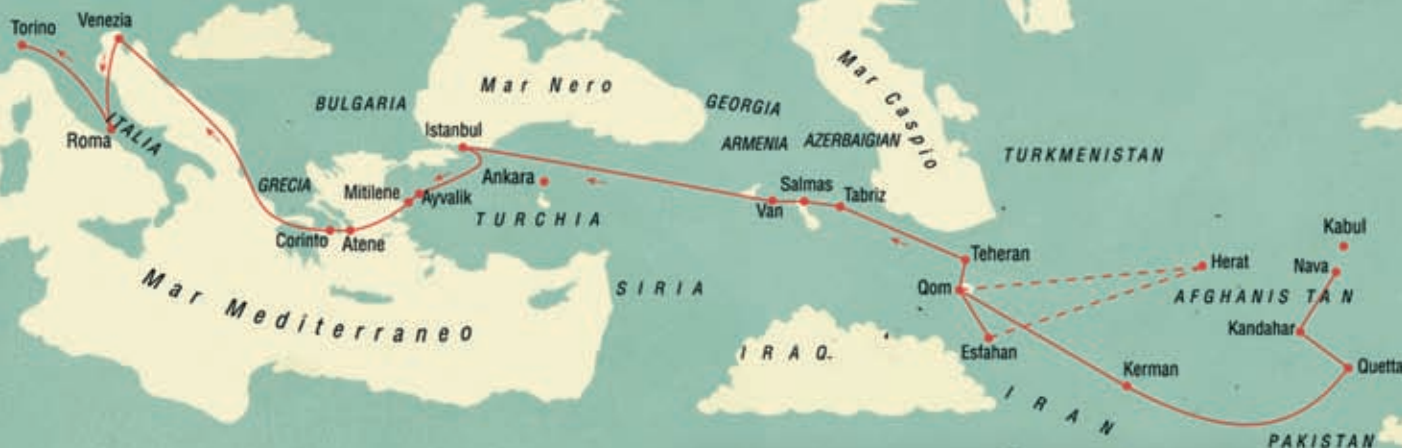 Torino
Venezia
Roma
ITALIA
BULGARIA
Mar Nero
GEORGIA
Istanbul
ARMENIA
AZERBAIGIAN
Mar Caspio
TURKMENISTAN
GRECIA
Mitilene
Ayvalik
Ankara
TURCHIA
Van
Salmas
Tabriz
Corinto
Atene
Teheran
Kabul
Nava
Herat
Mar Mediterraneo
SIRIA
Qom
AFGHANIS TAN
Kandahar
IRAQ.
Esfahan
Kerman
Quetta
IRAN
PAKISTAN